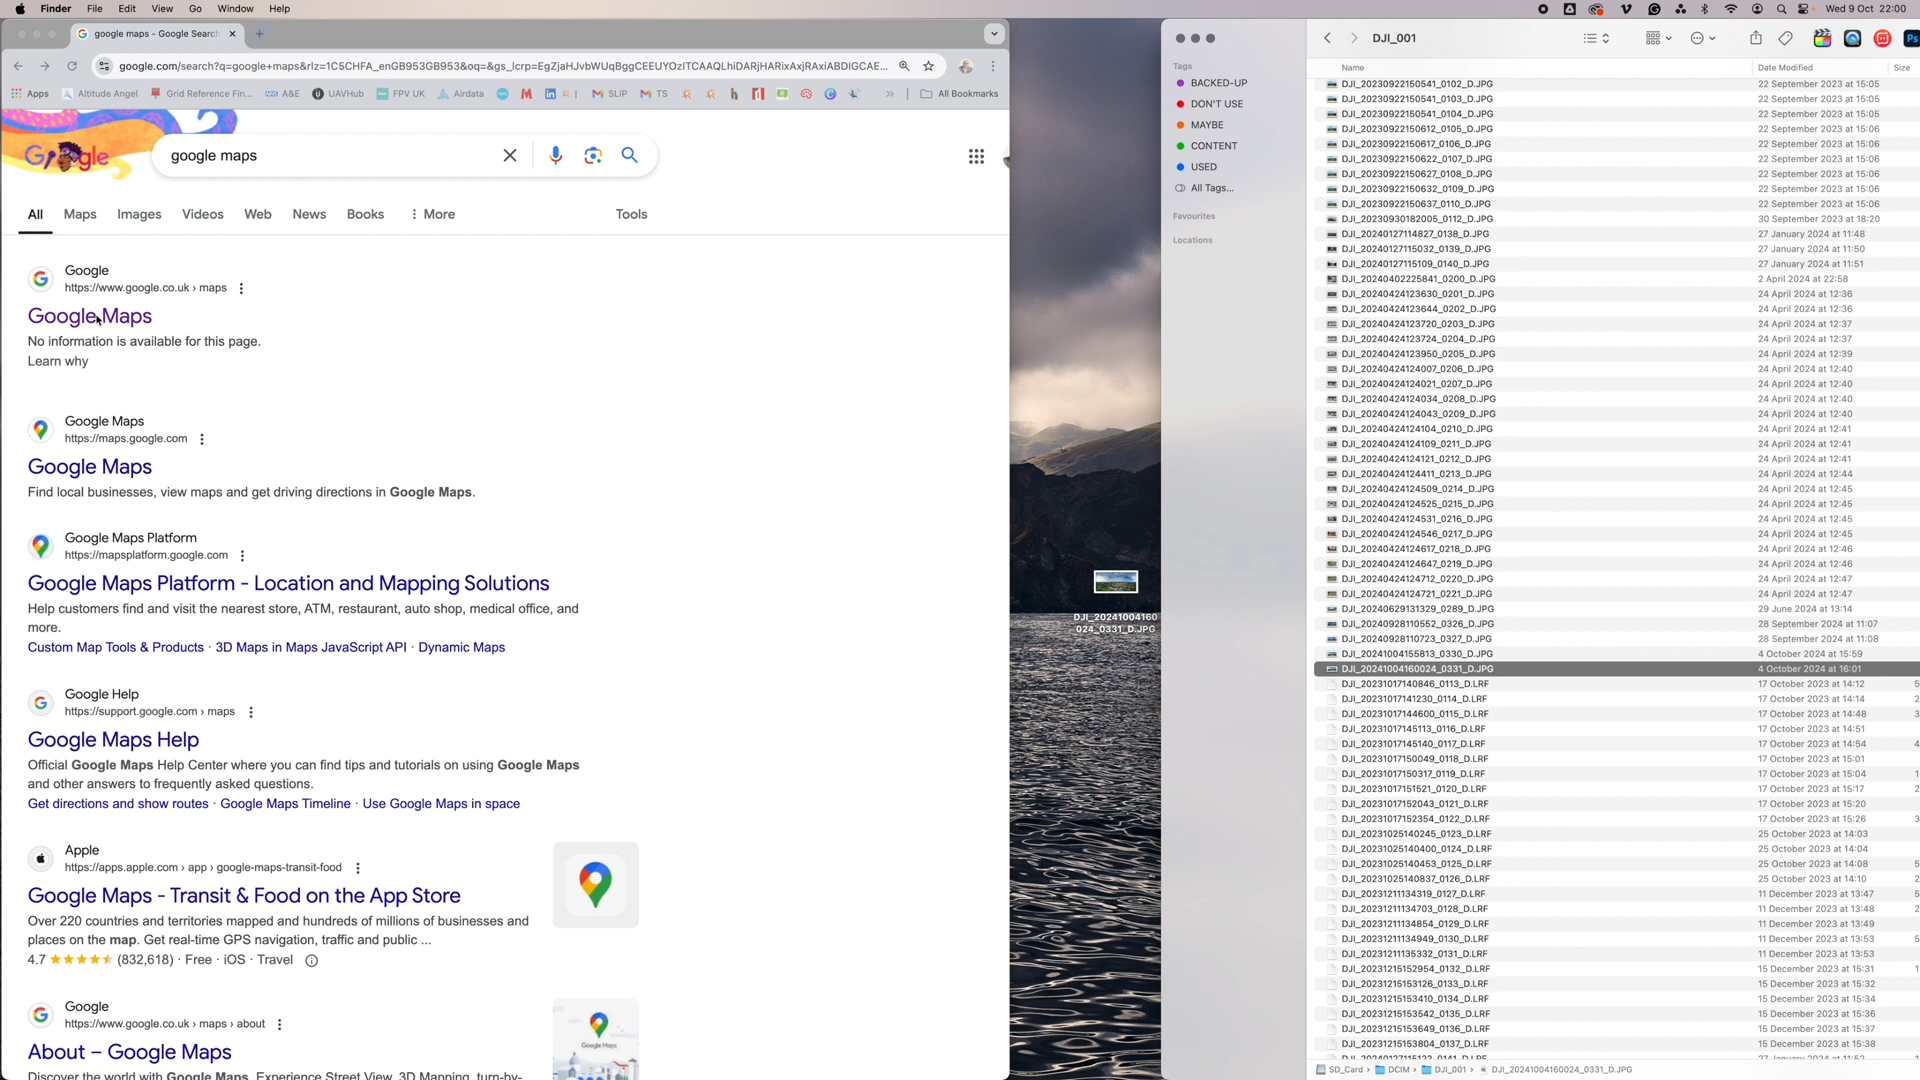 Finder File Edit View Go Window Help
Wed 9 Oct 22:00
google maps - Google Search
google.com/search?q=google+maps&rlz=1C5CHFA_enGB953GB953&oq=&gs_lcrp=EgZjaHJvbWUqBggCEEUYOzITCAAQLhiDARjHARixAxjRAxiABDIGCAE...
Apps Altitude Angel Grid Reference Fin... A&E UAVHub FPV UK Airdata SLIP TS All Bookmarks
Google
google maps
All Maps Images Videos Web News Books More Tools
Google
https://www.google.co.uk › maps
Google Maps
No information is available for this page.
Learn why
Google Maps
https://maps.google.com
Google Maps
Find local businesses, view maps and get driving directions in Google Maps.
Google Maps Platform
https://mapsplatform.google.com
Google Maps Platform - Location and Mapping Solutions
Help customers find and visit the nearest store, ATM, restaurant, auto shop, medical office, and
more.
Custom Map Tools & Products · 3D Maps in Maps JavaScript API · Dynamic Maps
Google Help
https://support.google.com › maps
Google Maps Help
Official Google Maps Help Center where you can find tips and tutorials on using Google Maps
and other answers to frequently asked questions.
Get directions and show routes · Google Maps Timeline · Use Google Maps in space
Apple
https://apps.apple.com › app › google-maps-transit-food
Google Maps - Transit & Food on the App Store
Over 220 countries and territories mapped and hundreds of millions of businesses and
places on the map. Get real-time GPS navigation, traffic and public ...
4.7 (832,618) · Free · iOS · Travel
Google
https://www.google.co.uk › maps › about
About – Google Maps
Discover the world with Google Maps. Experience Street View, 3D Mapping, turn-by-
Google Maps
DJI_20241004160
024_0331_D.JPG
Tags
BACKED-UP
DON'T USE
MAYBE
CONTENT
USED
All Tags...
Favourites
Locations
DJI_001
Name Date Modified Size
DJI_20230922150541_0102_D.JPG 22 September 2023 at 15:05
DJI_20230922150541_0103_D.JPG 22 September 2023 at 15:05
DJI_20230922150541_0104_D.JPG 22 September 2023 at 15:05
DJI_20230922150612_0105_D.JPG 22 September 2023 at 15:06
DJI_20230922150617_0106_D.JPG 22 September 2023 at 15:06
DJI_20230922150622_0107_D.JPG 22 September 2023 at 15:06
DJI_20230922150627_0108_D.JPG 22 September 2023 at 15:06
DJI_20230922150632_0109_D.JPG 22 September 2023 at 15:06
DJI_20230922150637_0110_D.JPG 22 September 2023 at 15:06
DJI_20230930182005_0112_D.JPG 30 September 2023 at 18:20
DJI_20240127114827_0138_D.JPG 27 January 2024 at 11:48
DJI_20240127115032_0139_D.JPG 27 January 2024 at 11:50
DJI_20240127115109_0140_D.JPG 27 January 2024 at 11:51
DJI_20240402225841_0200_D.JPG 2 April 2024 at 22:58
DJI_20240424123630_0201_D.JPG 24 April 2024 at 12:36
DJI_20240424123644_0202_D.JPG 24 April 2024 at 12:36
DJI_20240424123720_0203_D.JPG 24 April 2024 at 12:37
DJI_20240424123724_0204_D.JPG 24 April 2024 at 12:37
DJI_20240424123950_0205_D.JPG 24 April 2024 at 12:39
DJI_20240424124007_0206_D.JPG 24 April 2024 at 12:40
DJI_20240424124021_0207_D.JPG 24 April 2024 at 12:40
DJI_20240424124034_0208_D.JPG 24 April 2024 at 12:40
DJI_20240424124043_0209_D.JPG 24 April 2024 at 12:40
DJI_20240424124104_0210_D.JPG 24 April 2024 at 12:41
DJI_20240424124109_0211_D.JPG 24 April 2024 at 12:41
DJI_20240424124121_0212_D.JPG 24 April 2024 at 12:41
DJI_20240424124411_0213_D.JPG 24 April 2024 at 12:44
DJI_20240424124509_0214_D.JPG 24 April 2024 at 12:45
DJI_20240424124525_0215_D.JPG 24 April 2024 at 12:45
DJI_20240424124531_0216_D.JPG 24 April 2024 at 12:45
DJI_20240424124546_0217_D.JPG 24 April 2024 at 12:45
DJI_20240424124617_0218_D.JPG 24 April 2024 at 12:46
DJI_20240424124647_0219_D.JPG 24 April 2024 at 12:46
DJI_20240424124712_0220_D.JPG 24 April 2024 at 12:47
DJI_20240424124721_0221_D.JPG 24 April 2024 at 12:47
DJI_20240629131329_0289_D.JPG 29 June 2024 at 13:14
DJI_20240928110552_0326_D.JPG 28 September 2024 at 11:07
DJI_20240928110723_0327_D.JPG 28 September 2024 at 11:08
DJI_20241004155813_0330_D.JPG 4 October 2024 at 15:59
DJI_20241004160024_0331_D.JPG 4 October 2024 at 16:01
DJI_20231017140846_0113_D.LRF 17 October 2023 at 14:12 5
DJI_20231017141230_0114_D.LRF 17 October 2023 at 14:14 2
DJI_20231017144600_0115_D.LRF 17 October 2023 at 14:48 3
DJI_20231017145113_0116_D.LRF 17 October 2023 at 14:51
DJI_20231017145140_0117_D.LRF 17 October 2023 at 14:54 4
DJI_20231017150049_0118_D.LRF 17 October 2023 at 15:01
DJI_20231017150317_0119_D.LRF 17 October 2023 at 15:04 1
DJI_20231017151521_0120_D.LRF 17 October 2023 at 15:17 2
DJI_20231017152043_0121_D.LRF 17 October 2023 at 15:20
DJI_20231017152354_0122_D.LRF 17 October 2023 at 15:26 3
DJI_20231025140245_0123_D.LRF 25 October 2023 at 14:03
DJI_20231025140400_0124_D.LRF 25 October 2023 at 14:04
DJI_20231025140453_0125_D.LRF 25 October 2023 at 14:08 5
DJI_20231025140837_0126_D.LRF 25 October 2023 at 14:10 2
DJI_20231211134319_0127_D.LRF 11 December 2023 at 13:47 5
DJI_20231211134703_0128_D.LRF 11 December 2023 at 13:48 2
DJI_20231211134854_0129_D.LRF 11 December 2023 at 13:49
DJI_20231211134949_0130_D.LRF 11 December 2023 at 13:53 5
DJI_20231211135332_0131_D.LRF 11 December 2023 at 13:53
DJI_20231215152954_0132_D.LRF 15 December 2023 at 15:31 1
DJI_20231215153126_0133_D.LRF 15 December 2023 at 15:32
DJI_20231215153410_0134_D.LRF 15 December 2023 at 15:34
DJI_20231215153542_0135_D.LRF 15 December 2023 at 15:36
DJI_20231215153649_0136_D.LRF 15 December 2023 at 15:37
DJI_20231215153804_0137_D.LRF 15 December 2023 at 15:38
DJI_20240127115122_0141_D.LRF 27 January 2024 at 11:52 1
SD_Card › DCIM › DJI_001 › DJI_20241004160024_0331_D.JPG